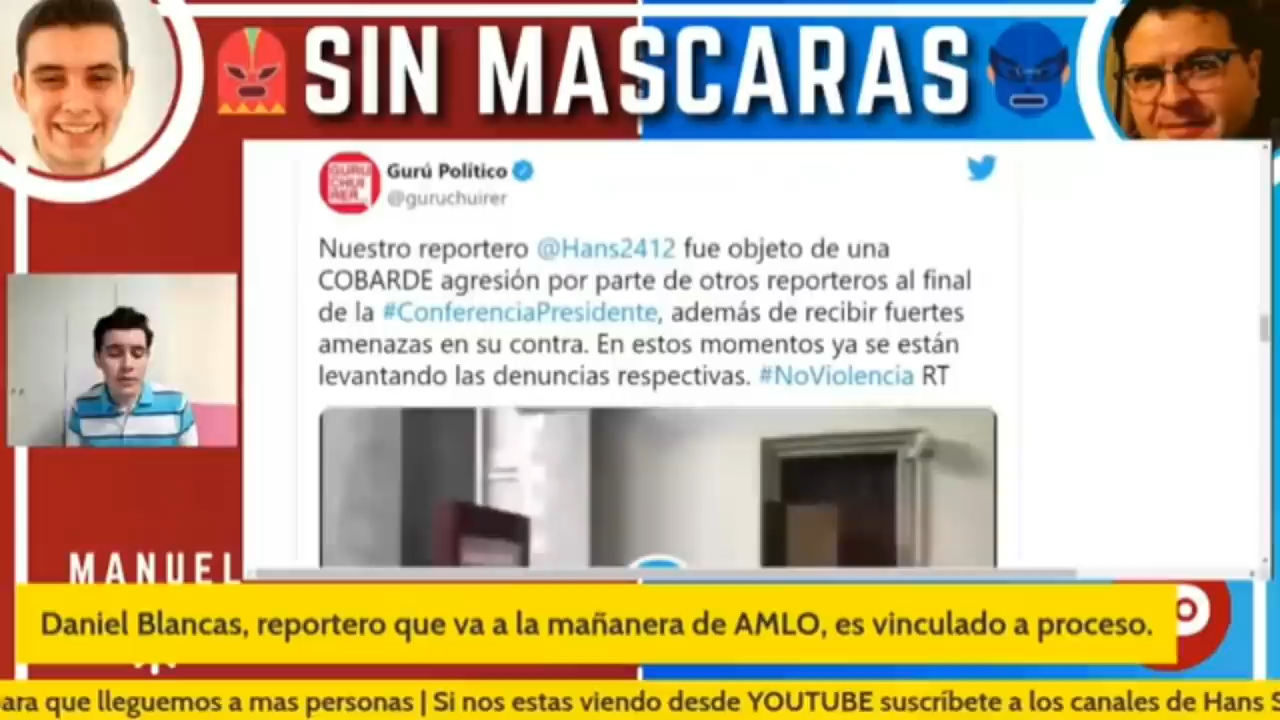 SIN MASCARAS
Gurú Político
@guruchuirer
Nuestro reportero @Hans2412 fue objeto de una
COBARDE agresión por parte de otros reporteros al final
de la #ConferenciaPresidente, además de recibir fuertes
amenazas en su contra. En estos momentos ya se están
levantando las denuncias respectivas. #NoViolencia RT
MANUEL
Daniel Blancas, reportero que va a la mañanera de AMLO, es vinculado a proceso.
ara que lleguemos a mas personas | Si nos estas viendo desde YOUTUBE suscríbete a los canales de Hans S